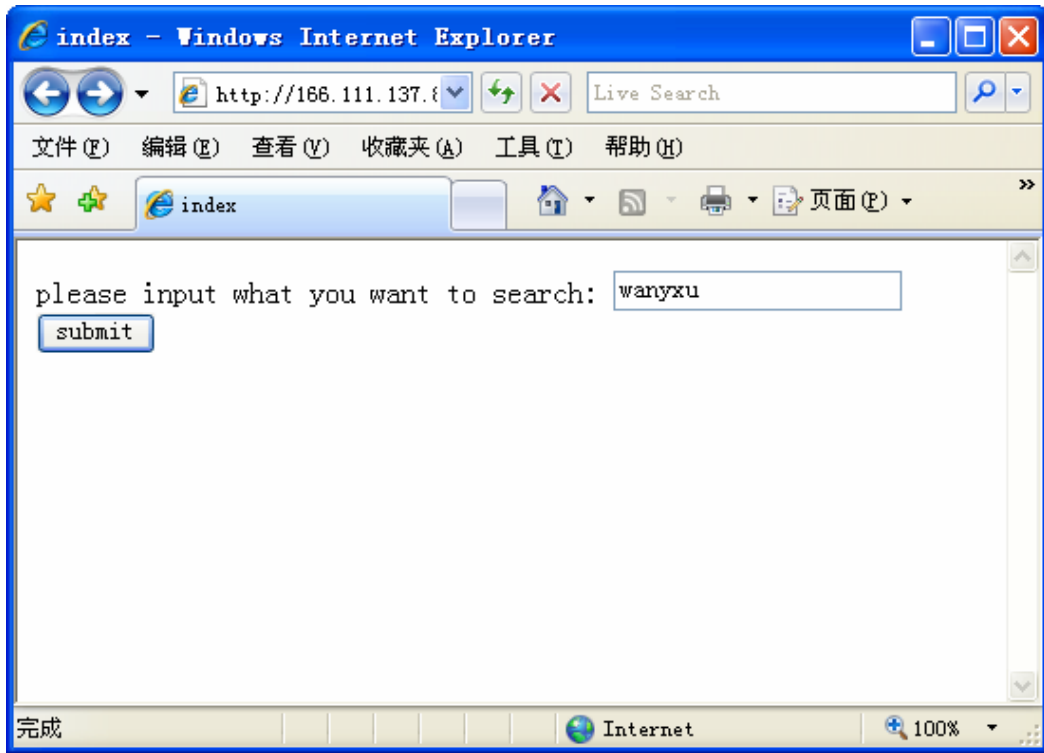 index - Windows Internet Explorer
http://166.111.137.
Live Search
文件(F) 编辑(E) 查看(V) 收藏夹(A) 工具(T) 帮助(H)
index 页面(P) »
please input what you want to search: wanyxu
submit
完成 Internet 100%